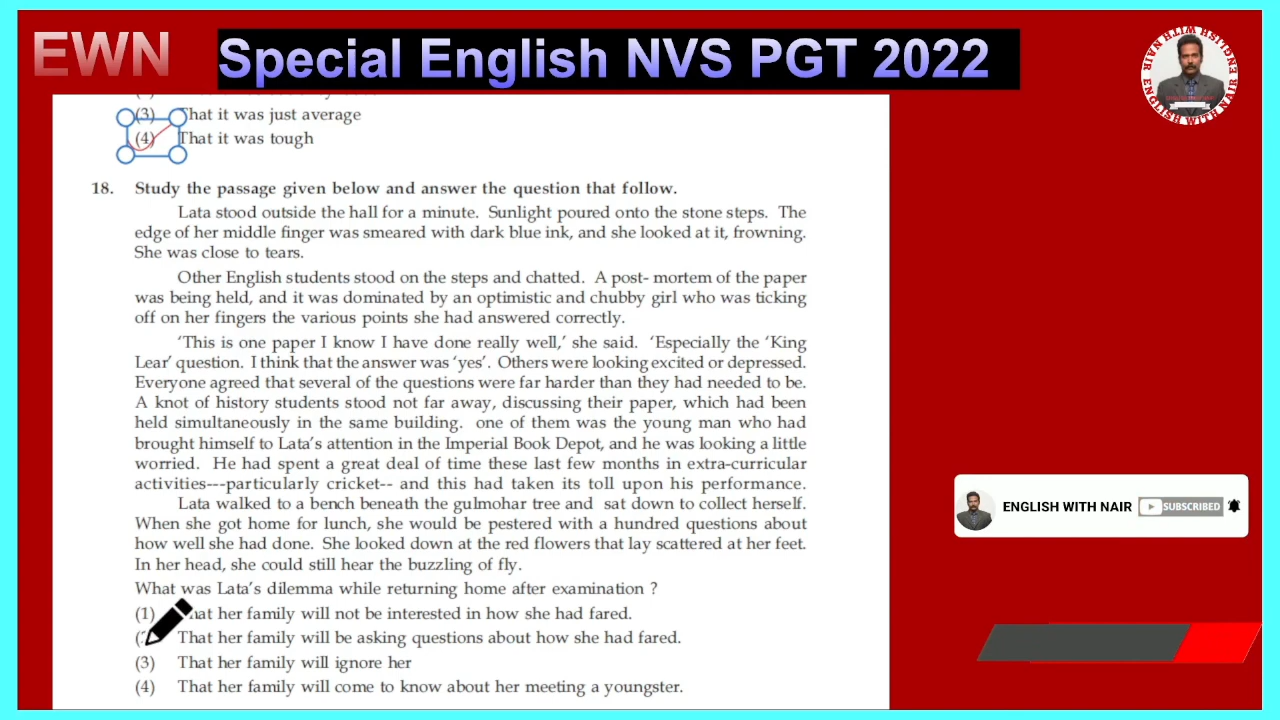 EWN Special English NVS PGT 2022
ENGLISH WITH NAIR ENGLISH WITH NAIR
(3) That it was just average
(4) That it was tough
18. Study the passage given below and answer the question that follow.
Lata stood outside the hall for a minute. Sunlight poured onto the stone steps. The
edge of her middle finger was smeared with dark blue ink, and she looked at it, frowning.
She was close to tears.
Other English students stood on the steps and chatted. A post- mortem of the paper
was being held, and it was dominated by an optimistic and chubby girl who was ticking
off on her fingers the various points she had answered correctly.
‘This is one paper I know I have done really well,’ she said. ‘Especially the ‘King
Lear’ question. I think that the answer was ‘yes’. Others were looking excited or depressed.
Everyone agreed that several of the questions were far harder than they had needed to be.
A knot of history students stood not far away, discussing their paper, which had been
held simultaneously in the same building. one of them was the young man who had
brought himself to Lata’s attention in the Imperial Book Depot, and he was looking a little
worried. He had spent a great deal of time these last few months in extra-curricular
activities---particularly cricket-- and this had taken its toll upon his performance.
Lata walked to a bench beneath the gulmohar tree and sat down to collect herself.
When she got home for lunch, she would be pestered with a hundred questions about
how well she had done. She looked down at the red flowers that lay scattered at her feet.
In her head, she could still hear the buzzling of fly.
What was Lata’s dilemma while returning home after examination ?
(1) That her family will not be interested in how she had fared.
That her family will be asking questions about how she had fared.
(3) That her family will ignore her
(4) That her family will come to know about her meeting a youngster.
ENGLISH WITH NAIR SUBSCRIBED